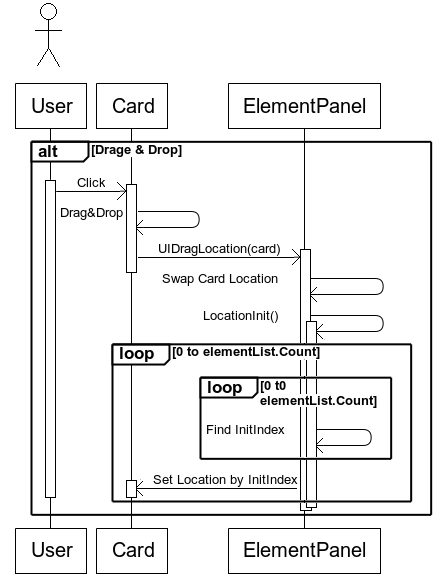 User
Card
ElementPanel
alt
[Drage & Drop]
Click
Drag&Drop
UIDragLocation(card)
Swap Card Location
LocationInit()
loop
[0 to elementList.Count]
loop
[0 t0
elementList.Count]
Find InitIndex
Set Location by InitIndex
User
Card
ElementPanel